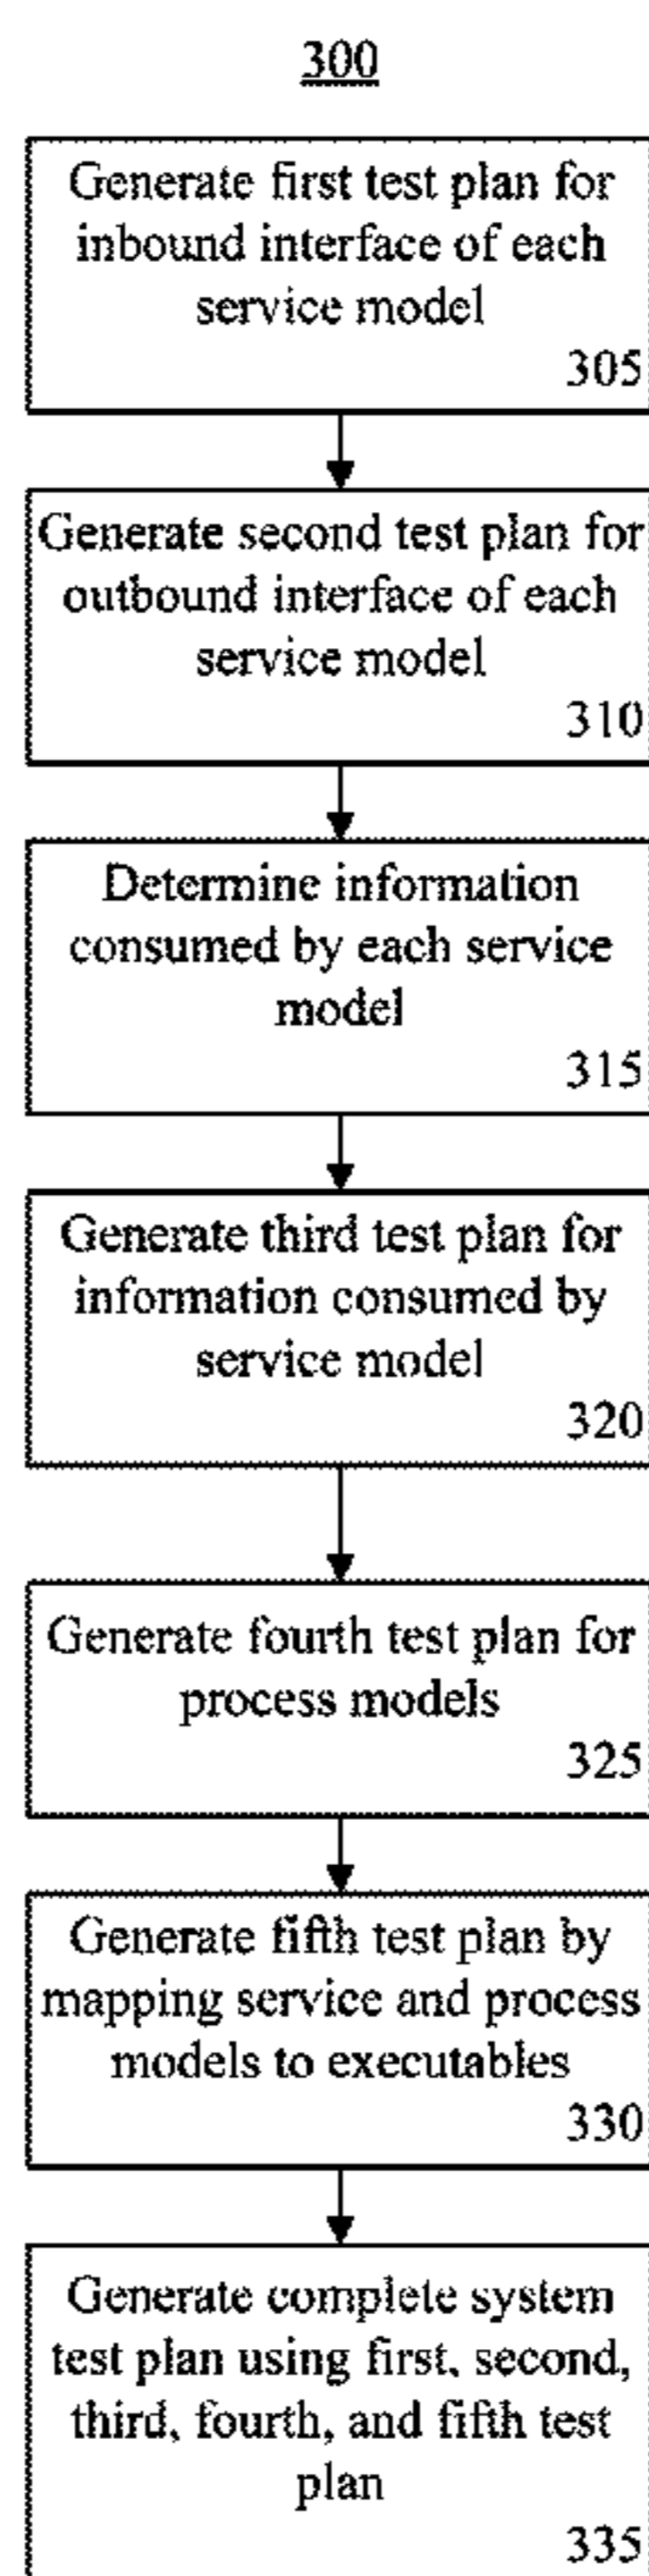 300
Generate first test plan for
inbound interface of each
service model
305
Generate second test plan for
outbound interface of each
service model
310
Determine information
consumed by each service
model
315
Generate third test plan for
information consumed by
service model
320
Generate fourth test plan for
process models
325
Generate fifth test plan by
mapping service and process
models to executables
330
Generate complete system
test plan using first, second,
third, fourth, and fifth test
plan
335